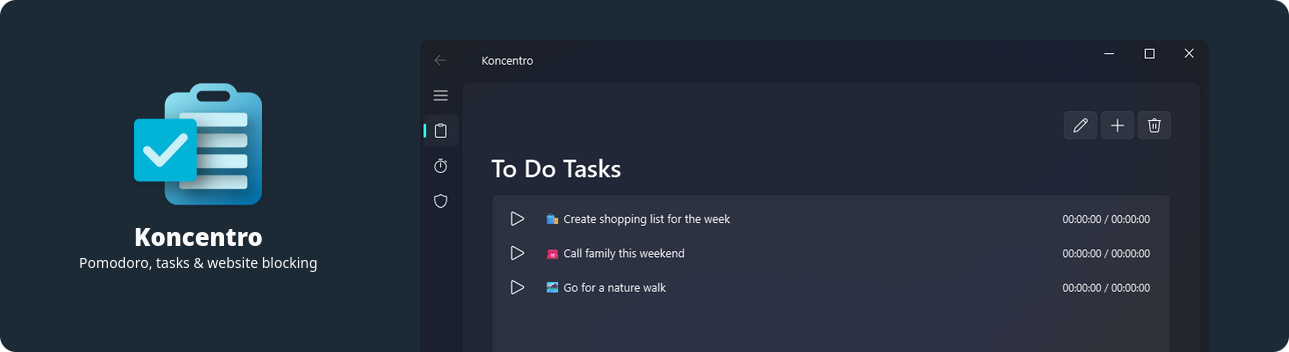 Koncentro
Pomodoro, tasks & website blocking
Koncentro
To Do Tasks
Create shopping list for the week 00:00:00 / 00:00:00
Call family this weekend 00:00:00 / 00:00:00
Go for a nature walk 00:00:00 / 00:00:00